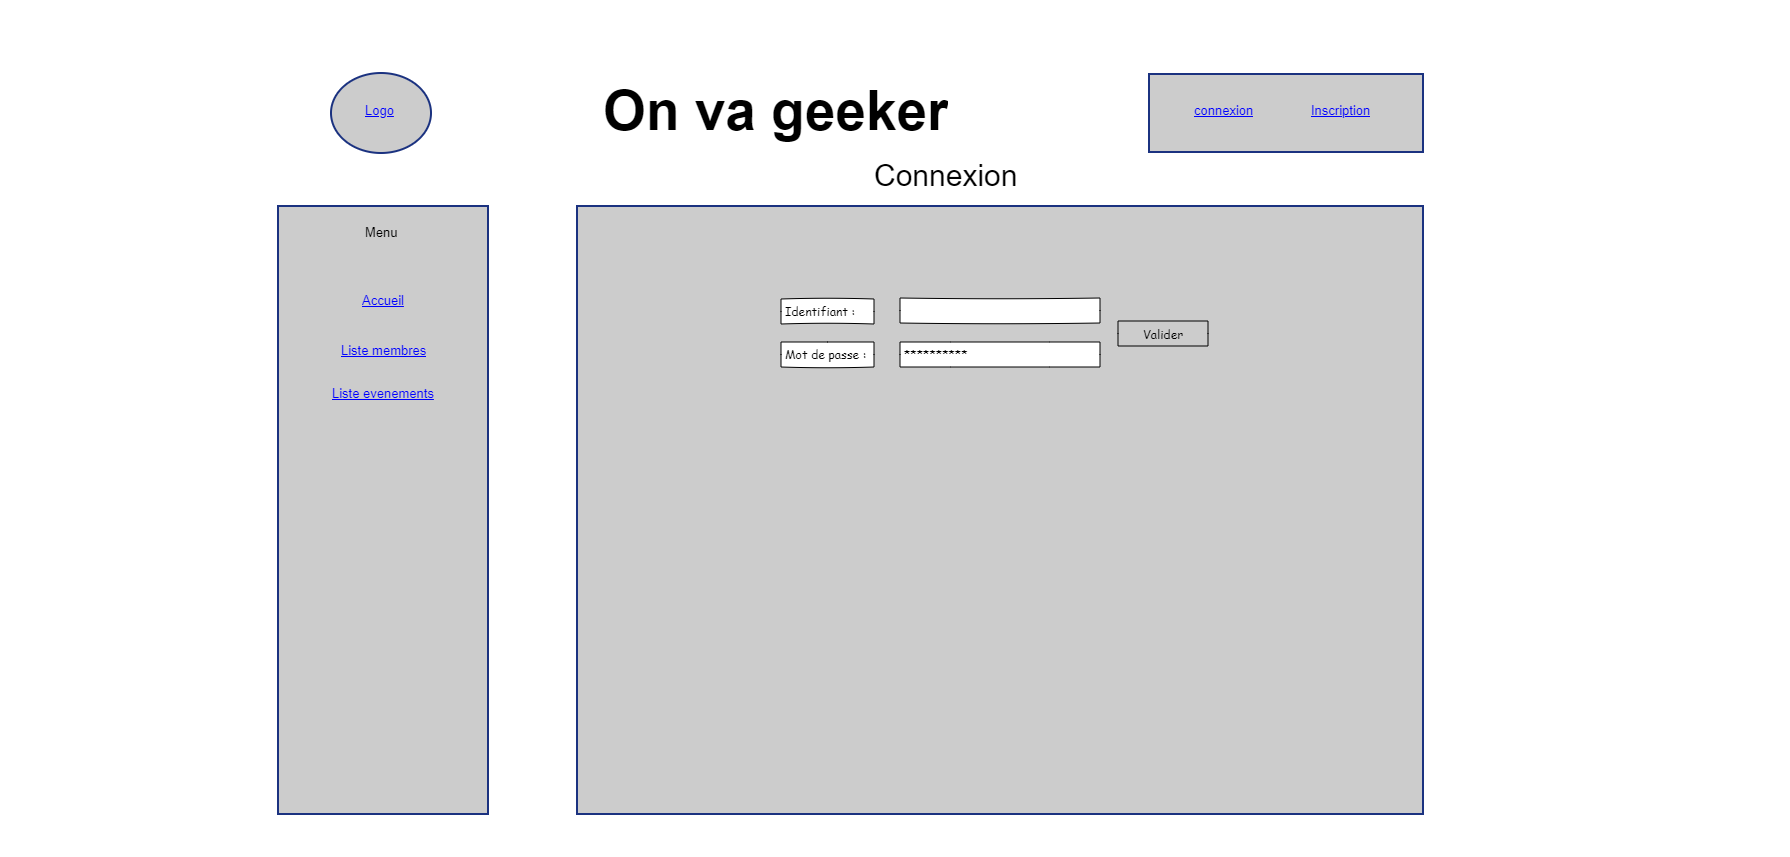 Logo
On va geeker
connexion
Inscription
Connexion
Menu
Accueil
Liste membres
Liste evenements
Identifiant :
Mot de passe :
**********
Valider